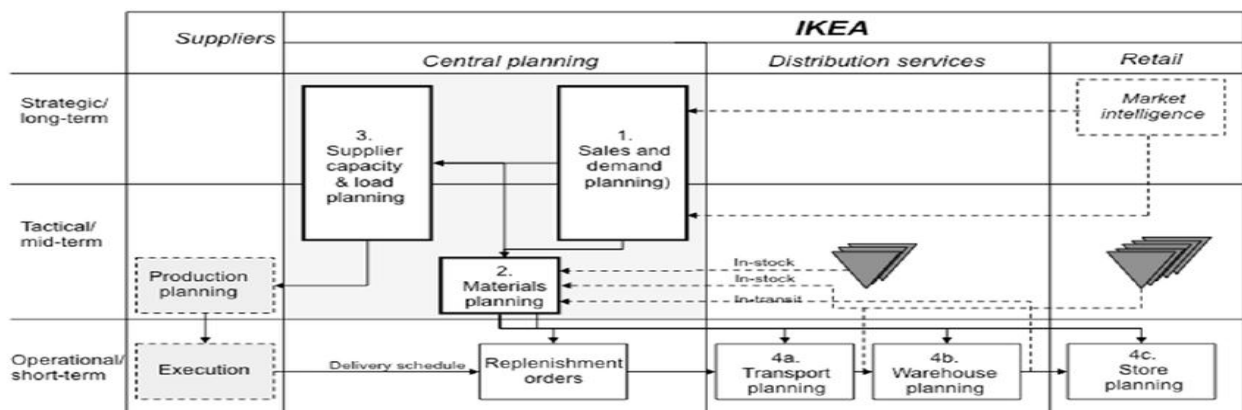 IKEA
Suppliers
Central planning
Distribution services
Retail
Strategic/
long-term
3.
Supplier
capacity
& load
planning
1.
Sales and
demand
planning)
Market
intelligence
Tactical/
mid-term
Production
planning
2.
Materials
planning
In-stock
In-stock
In-transit
Operational/
short-term
Execution
Delivery schedule
Replenishment
orders
4a.
Transport
planning
4b.
Warehouse
planning
4c.
Store
planning